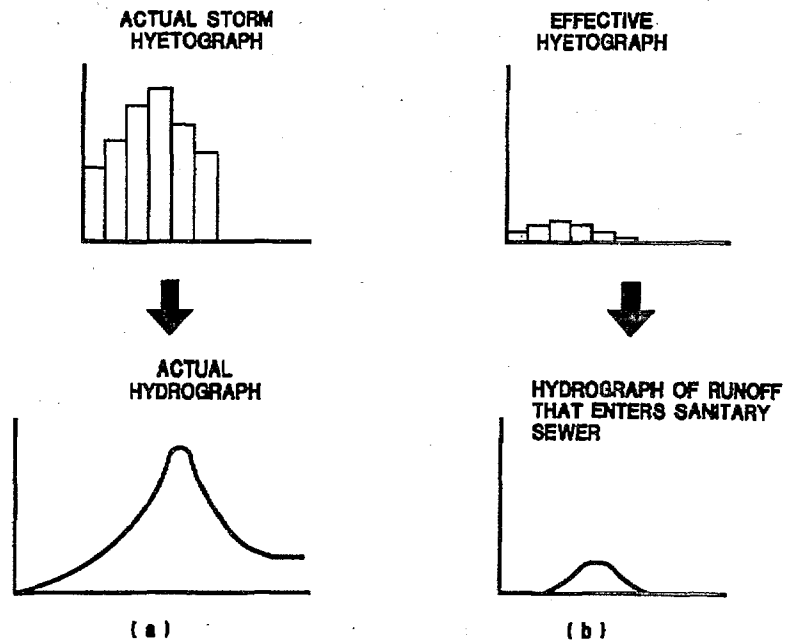 ACTUAL STORM
HYETOGRAPH
EFFECTIVE
HYETOGRAPH
ACTUAL
HYDROGRAPH
HYDROGRAPH OF RUNOFF
THAT ENTERS SANITARY
SEWER
(a)
(b)